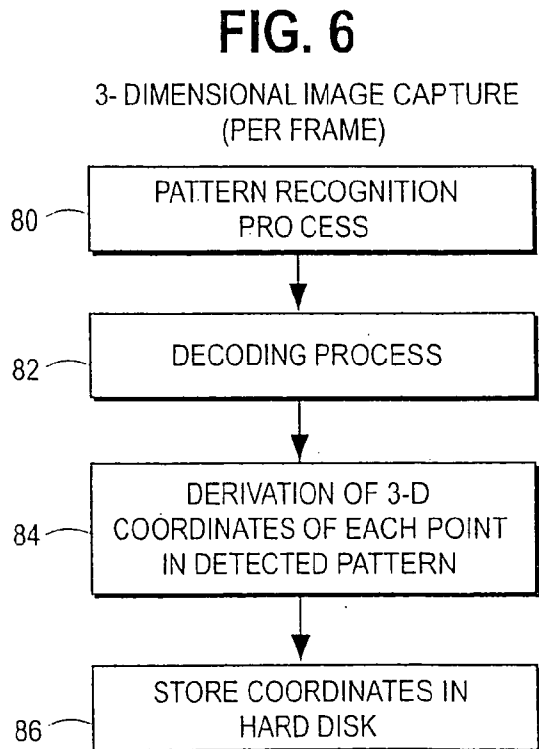 FIG. 6
3- DIMENSIONAL IMAGE CAPTURE
(PER FRAME)
80
PATTERN RECOGNITION
PRO CESS
82
DECODING PROCESS
84
DERIVATION OF 3-D
COORDINATES OF EACH POINT
IN DETECTED PATTERN
86
STORE COORDINATES IN
HARD DISK